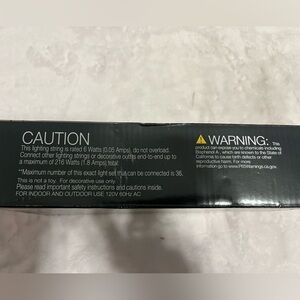 CAUTION
This lighting string is rated 6 Watts (0.05 Amps), do not overload.
Connect other lighting strings or decorative outfits end-to-end up to
a maximum of 216 Watts (1.8 Amps) total.
**Maximum number of this exact light set that can be connected is 36.
This is not a toy. For decorative use only.
Please read important safety instructions and cautions inside.
FOR INDOOR AND OUTDOOR USE 120V 60Hz AC
WARNING: This
product can expose you to chemicals including
Bisphenol A, which are known to the State of
California to cause birth defects or other
reproductive harm. For more
information go to www.P65Warnings.ca.gov.